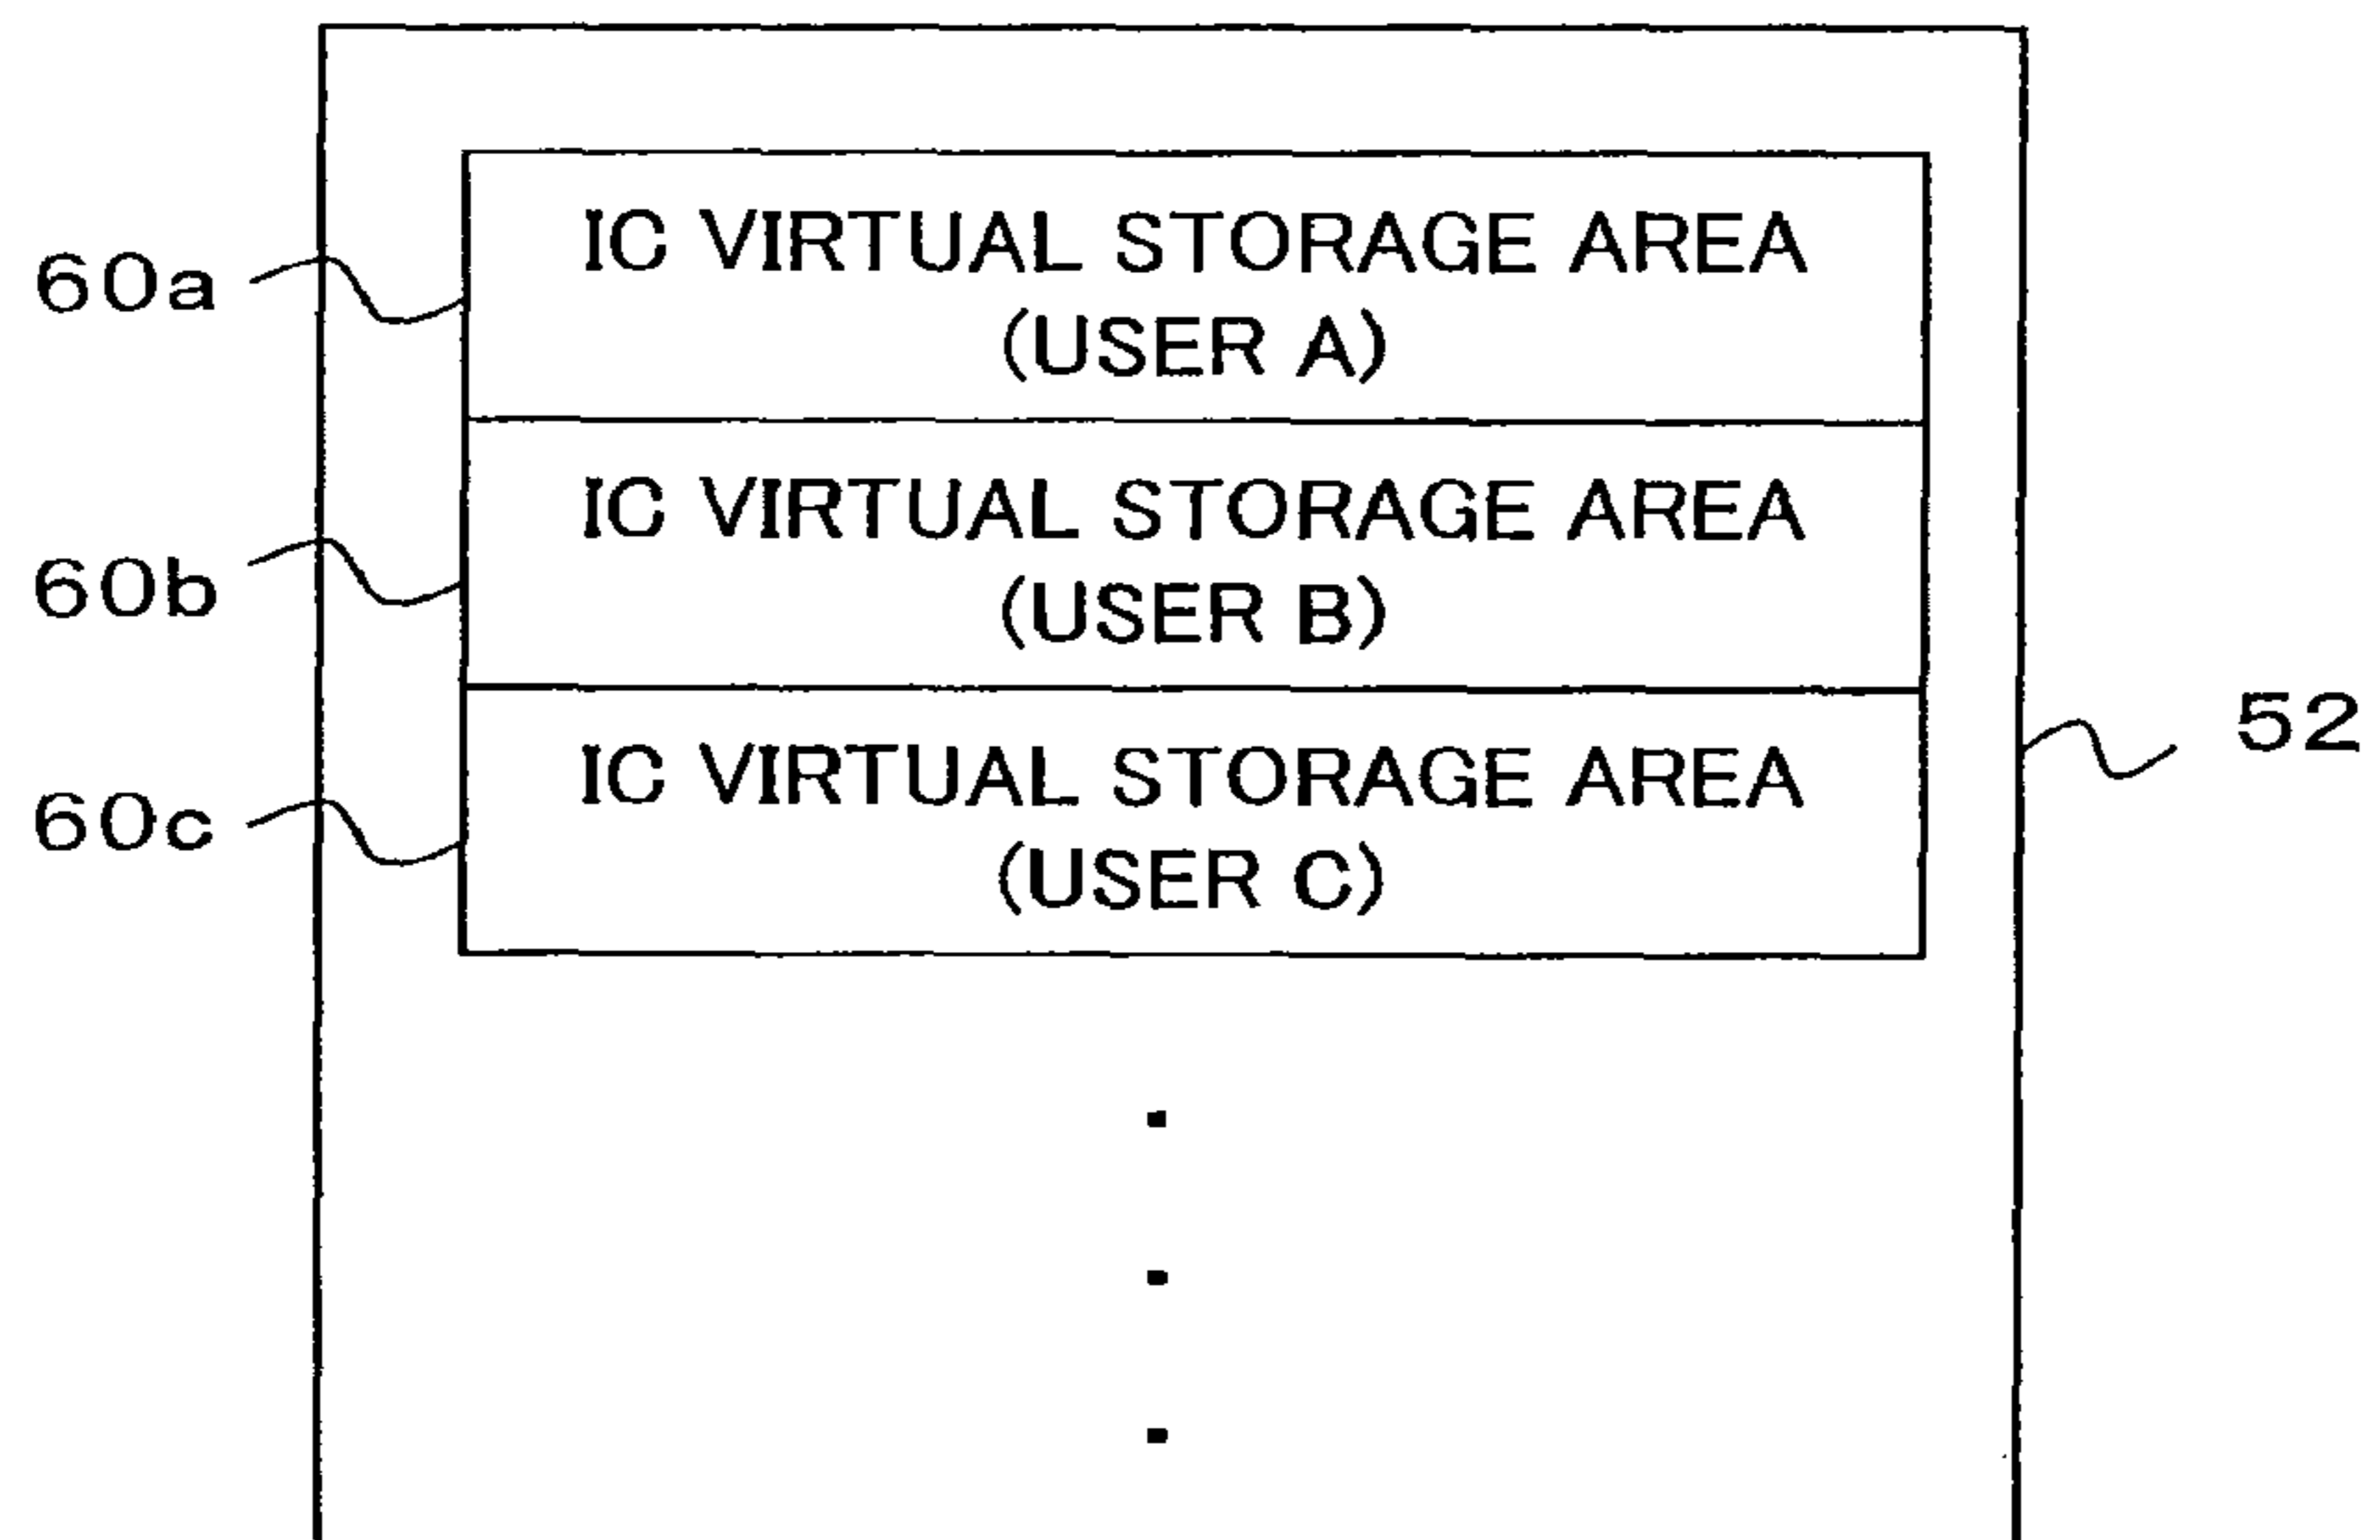 IC VIRTUAL STORAGE AREA
(USER A)
60a
IC VIRTUAL STORAGE AREA
(USER B)
60b
IC VIRTUAL STORAGE AREA
(USER C)
60c
52